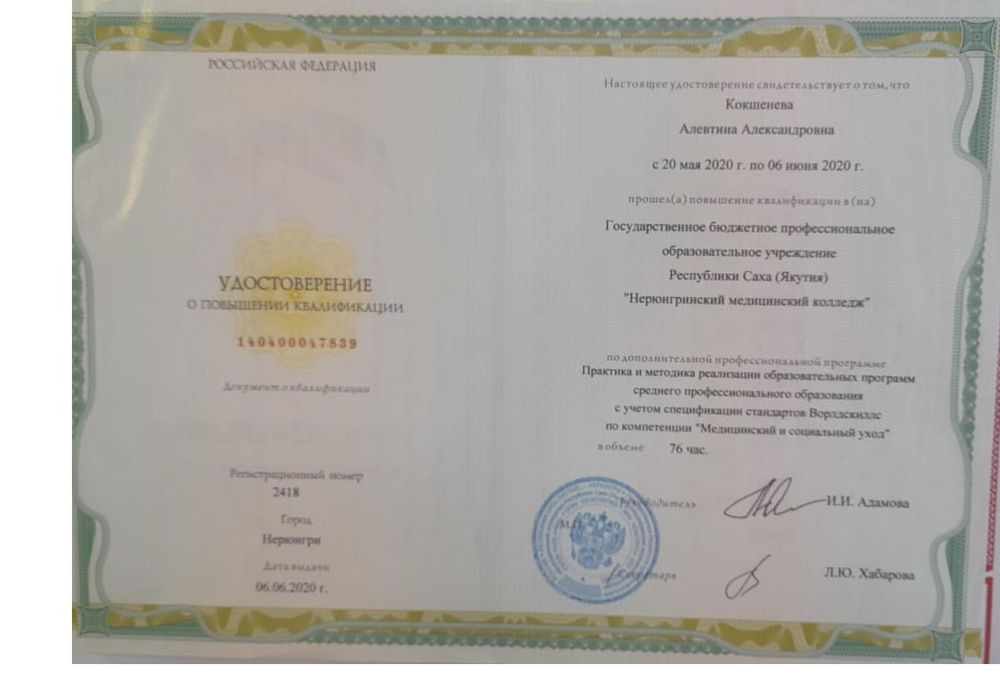 РОССИЙСКАЯ ФЕДЕРАЦИЯ
УДОСТОВЕРЕНИЕ
О ПОВЫШЕНИИ КВАЛИФИКАЦИИ
140400047839
Документ о квалификации
Регистрационный номер
2418
Город
Нерюнгри
Дата выдачи
06.06.2020 г.
Настоящее удостоверение свидетельствует о том, что
Кокшенева
Алевтина Александровна
с 20 мая 2020 г. по 06 июня 2020 г.
прошел(а) повышение квалификации в (на)
Государственное бюджетное профессиональное
образовательное учреждение
Республики Саха (Якутия)
"Нерюнгринский медицинский колледж"
по дополнительной профессиональной программе
Практика и методика реализации образовательных программ
среднего профессионального образования
с учетом спецификации стандартов Ворлдскиллс
по компетенции "Медицинский и социальный уход"
в объеме 76 час.
Руководитель И.И. Адамова
М.П.
Секретарь Л.Ю. Хабарова